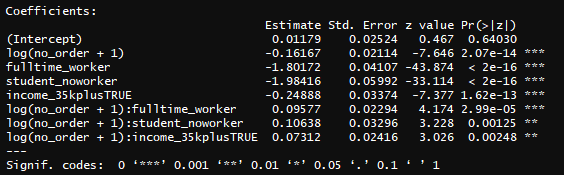 Coefficients:
                                    Estimate Std. Error z value Pr(>|z|)
(Intercept)                          0.01179    0.02524   0.467  0.64030
log(no_order + 1)                   -0.16167    0.02114  -7.646 2.07e-14 ***
fulltime_worker                     -1.80172    0.04107 -43.874  < 2e-16 ***
student_noworker                    -1.98416    0.05992 -33.114  < 2e-16 ***
income_35kplusTRUE                  -0.24888    0.03374  -7.377 1.62e-13 ***
log(no_order + 1):fulltime_worker    0.09577    0.02294   4.174 2.99e-05 ***
log(no_order + 1):student_noworker   0.10638    0.03296   3.228  0.00125 **
log(no_order + 1):income_35kplusTRUE 0.07312    0.02416   3.026  0.00248 **
---
Signif. codes:  0 ‘***’ 0.001 ‘**’ 0.01 ‘*’ 0.05 ‘.’ 0.1 ‘ ’ 1